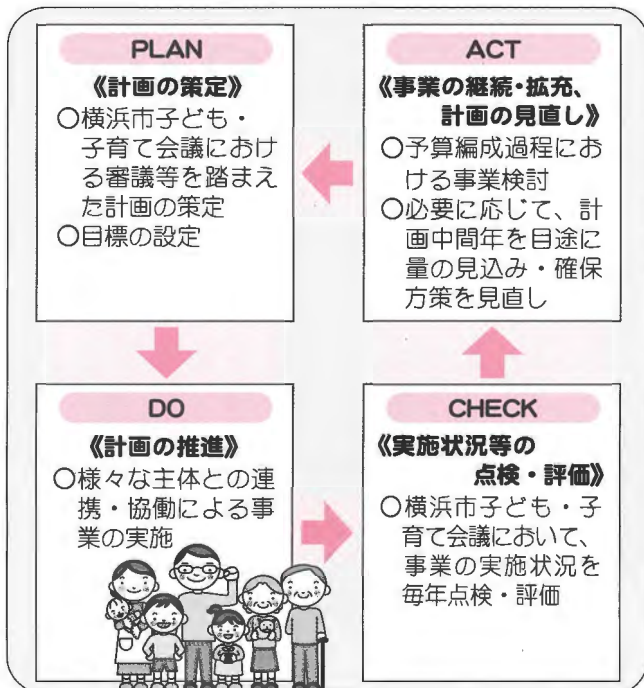 PLAN
《計画の策定》
○横浜市子ども・
子育て会議におけ
る審議等を踏まえ
た計画の策定
○目標の設定
DO
《計画の推進》
○様々な主体との連
携・協働による事
業の実施
CHECK
《実施状況等の
点検・評価》
○横浜市子ども・子
育て会議において、
事業の実施状況を
毎年点検・評価
ACT
《事業の継続・拡充、
計画の見直し》
○予算編成過程にお
ける事業検討
○必要に応じて、計
画中間年を目途に
量の見込み・確保
方策を見直し